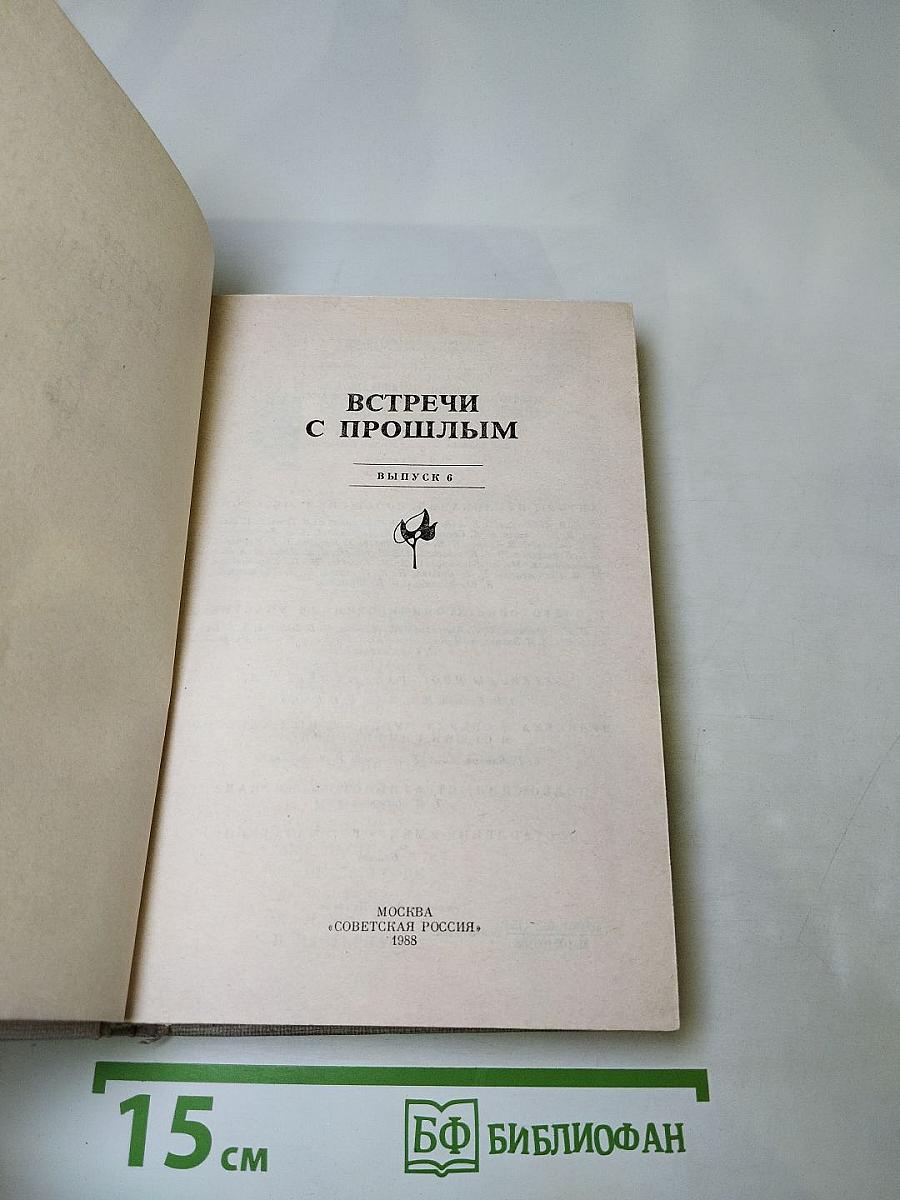 ВСТРЕЧИ
С ПРОШЛЫМ
ВЫПУСК 6
МОСКВА
«СОВЕТСКАЯ РОССИЯ»
1988
15 см
БФ БИБЛИОФАН